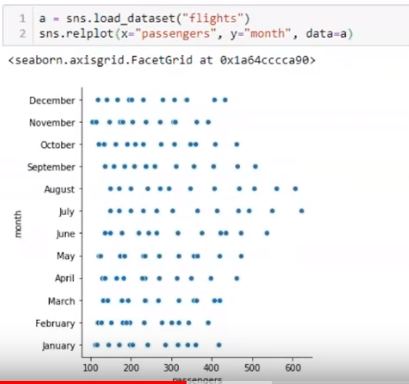 1 a = sns.load_dataset("flights")
2 sns.relplot(x="passengers", y="month", data=a)
<seaborn.axisgrid.FacetGrid at 0x1a64cccca90>
December
November
October
September
August
July
June
May
April
March
February
January
month
100 200 300 400 500 600
passengers